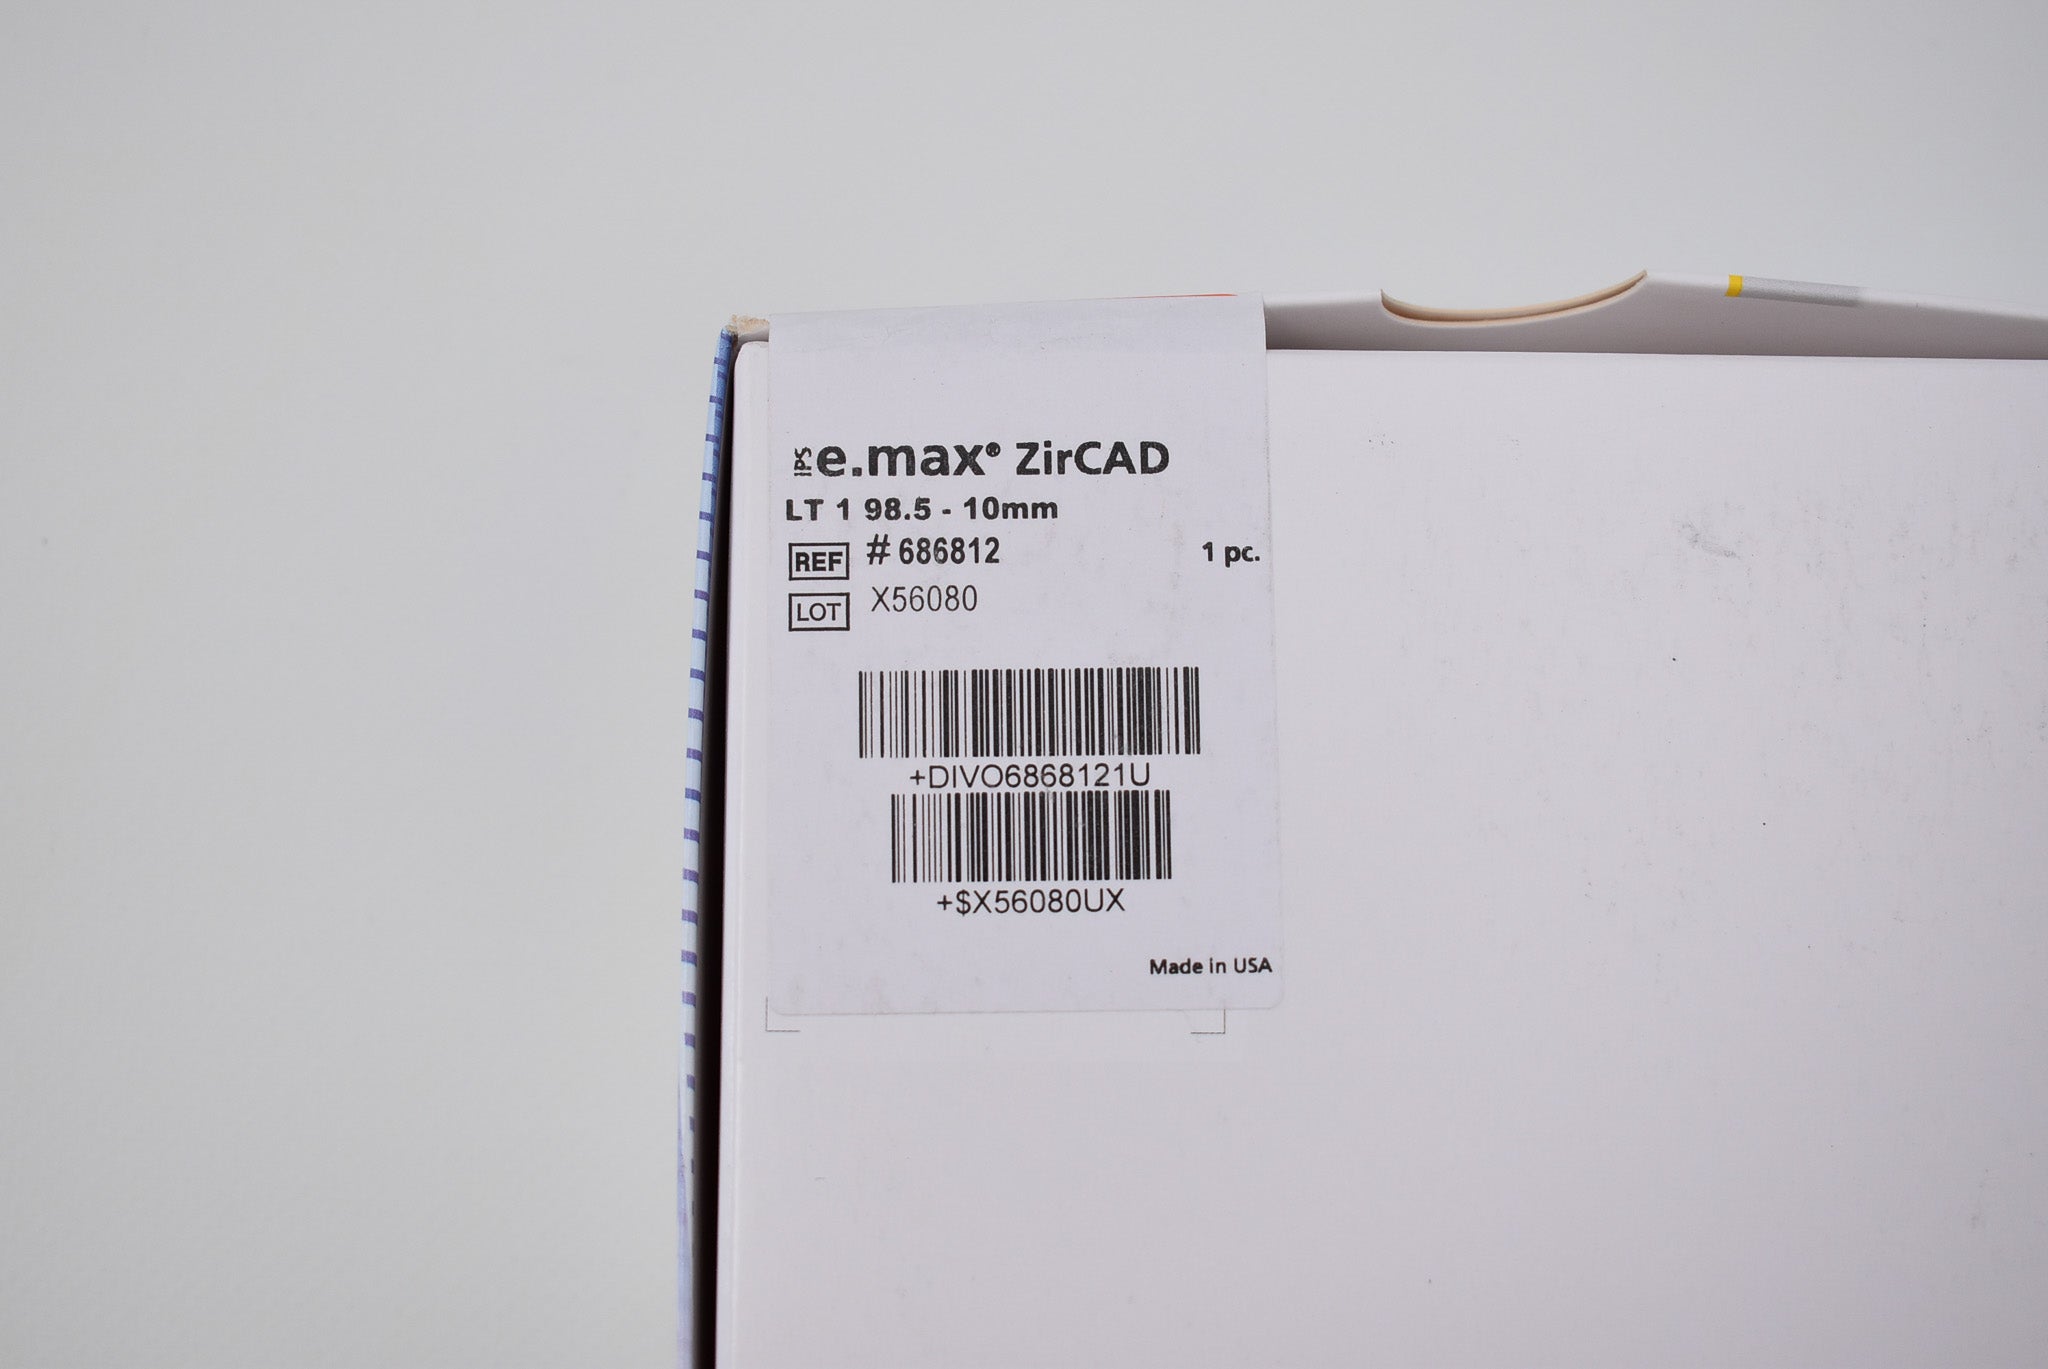 IPS e.max® ZirCAD
LT 1 98.5 - 10mm
REF # 686812 1 pc.
LOT X56080
+DIVO6868121U
+$X56080UX
Made in USA